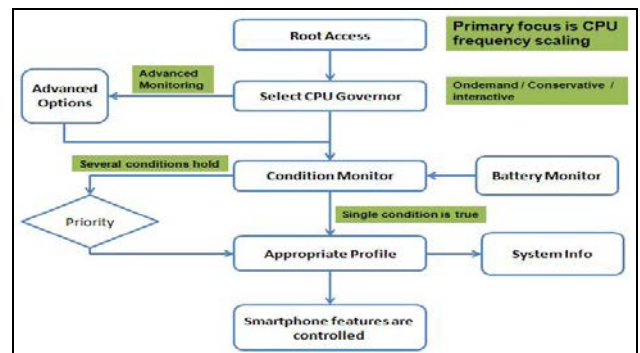 Root Access
Primary focus is CPU
frequency scaling
Advanced
Monitoring
Advanced
Options
Select CPU Governor
Ondemand / Conservative /
interactive
Several conditions hold
Condition Monitor
Battery Monitor
Single condition is true
Priority
Appropriate Profile
System Info
Smartphone features are
controlled